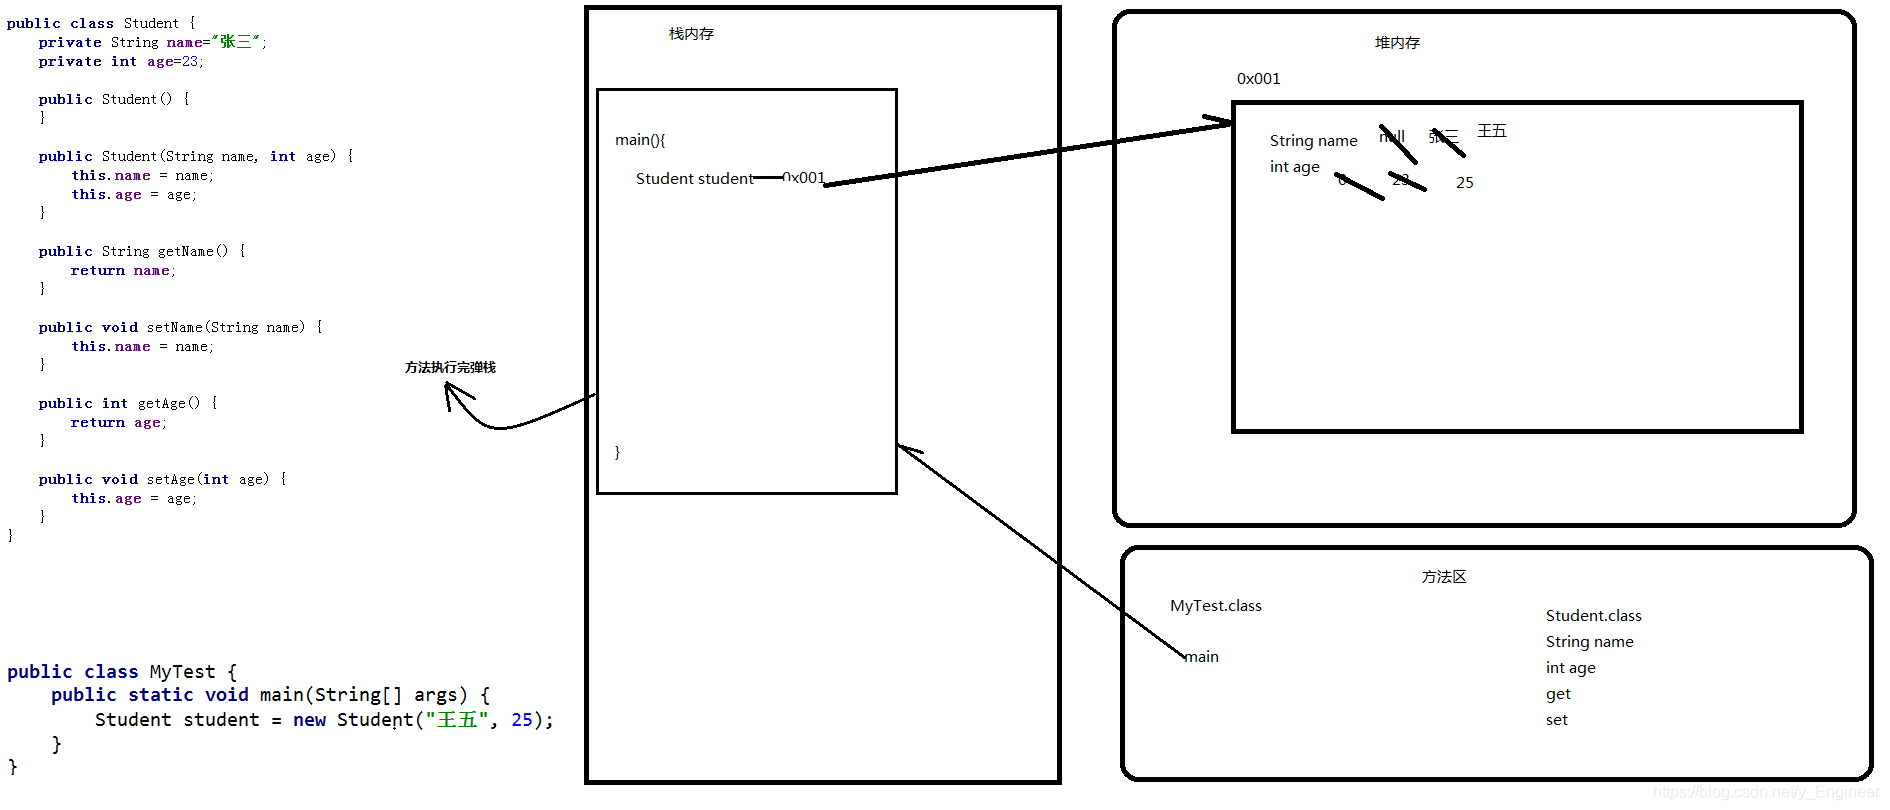 public class Student {
private String name="张三";
private int age=23;
public Student() {
}
public Student(String name, int age) {
this.name = name;
this.age = age;
}
public String getName() {
return name;
}
public void setName(String name) {
this.name = name;
}
public int getAge() {
return age;
}
public void setAge(int age) {
this.age = age;
}
}
public class MyTest {
public static void main(String[] args) {
Student student = new Student("王五", 25);
}
}
方法执行完弹栈
栈内存
main(){
Student student 0x001
}
堆内存
0x001
String name null 张三 王五
int age 0 23 25
方法区
MyTest.class
main
Student.class
String name
int age
get
set
https://blog.csdn.net/y_Engineer